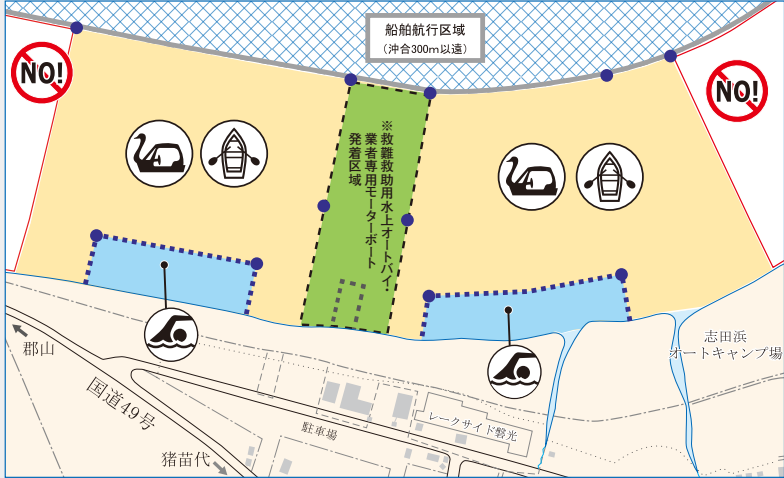 船舶航行区域
（沖合300m以遠）
NO!
NO!
※救難救助用水上オートバイ・
業者専用モーターボート
発着区域
郡山
国道49号
猪苗代
駐車場
レークサイド磐光
志田浜
オートキャンプ場